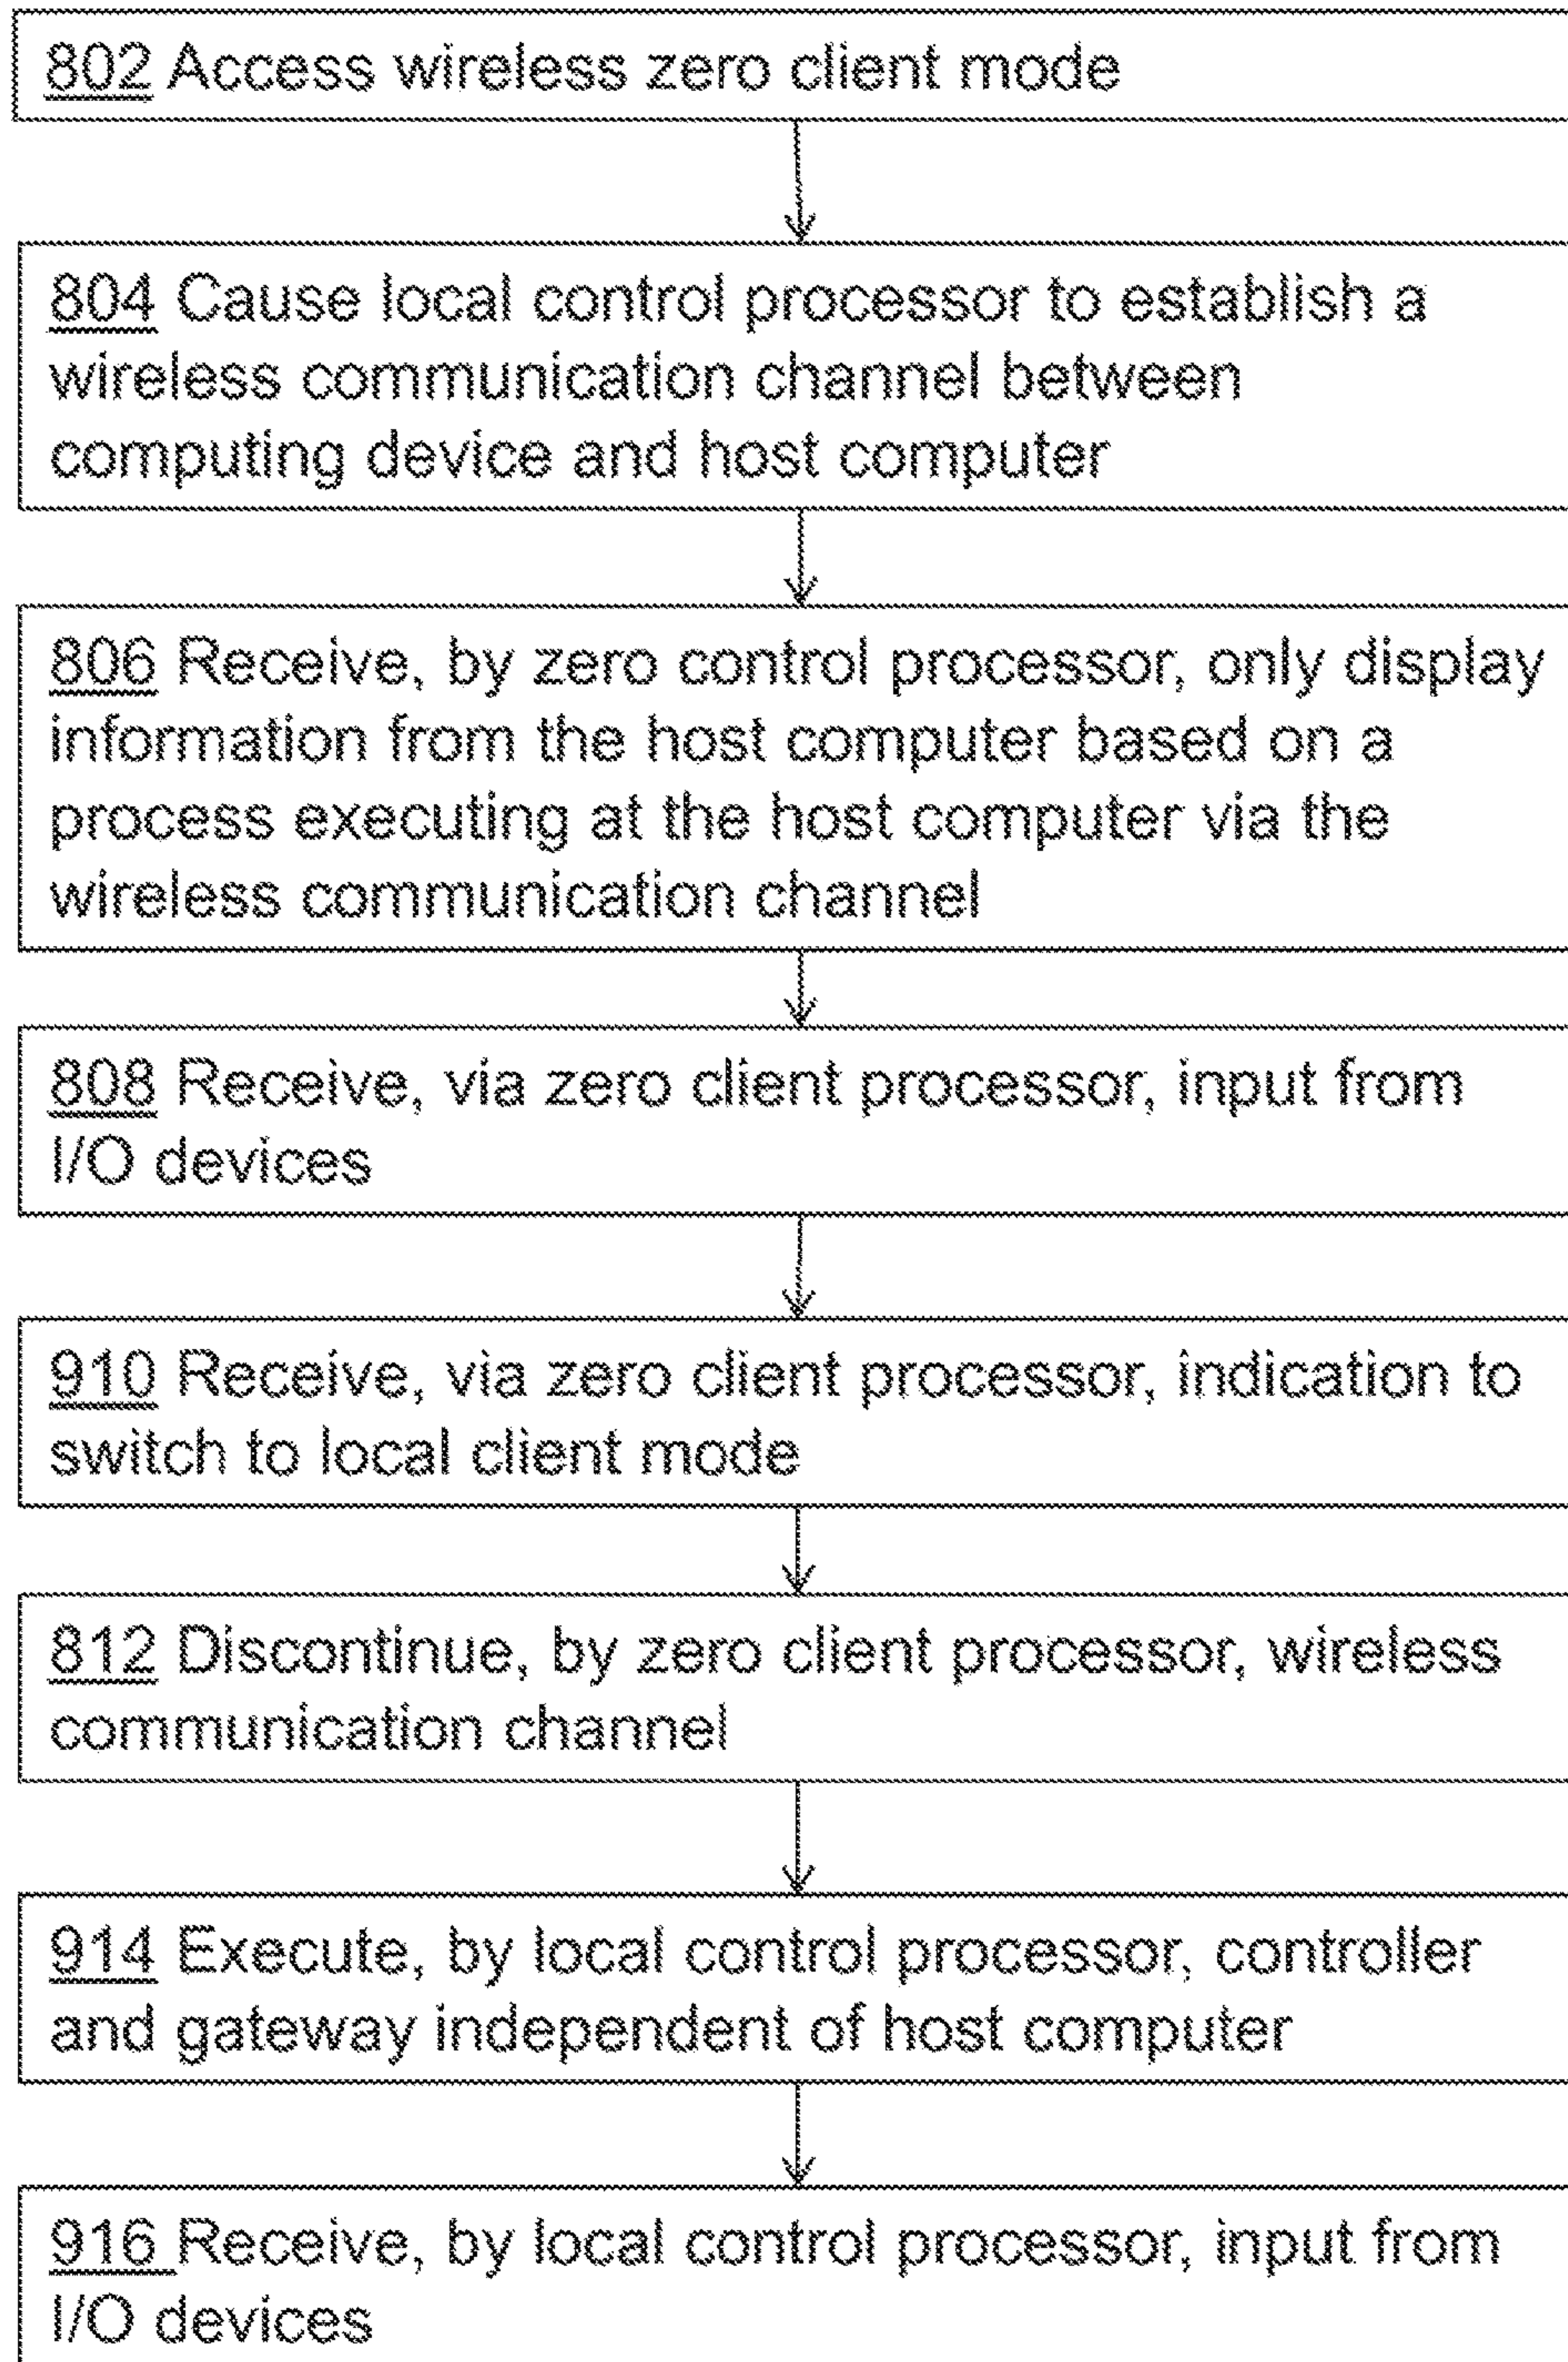 802 Access wireless zero client mode
804 Cause local control processor to establish a
wireless communication channel between
computing device and host computer
806 Receive, by zero control processor, only display
information from the host computer based on a
process executing at the host computer via the
wireless communication channel
808 Receive, via zero client processor, input from
I/O devices
910 Receive, via zero client processor, indication to
switch to local client mode
812 Discontinue, by zero client processor, wireless
communication channel
914 Execute, by local control processor, controller
and gateway independent of host computer
916 Receive, by local control processor, input from
I/O devices